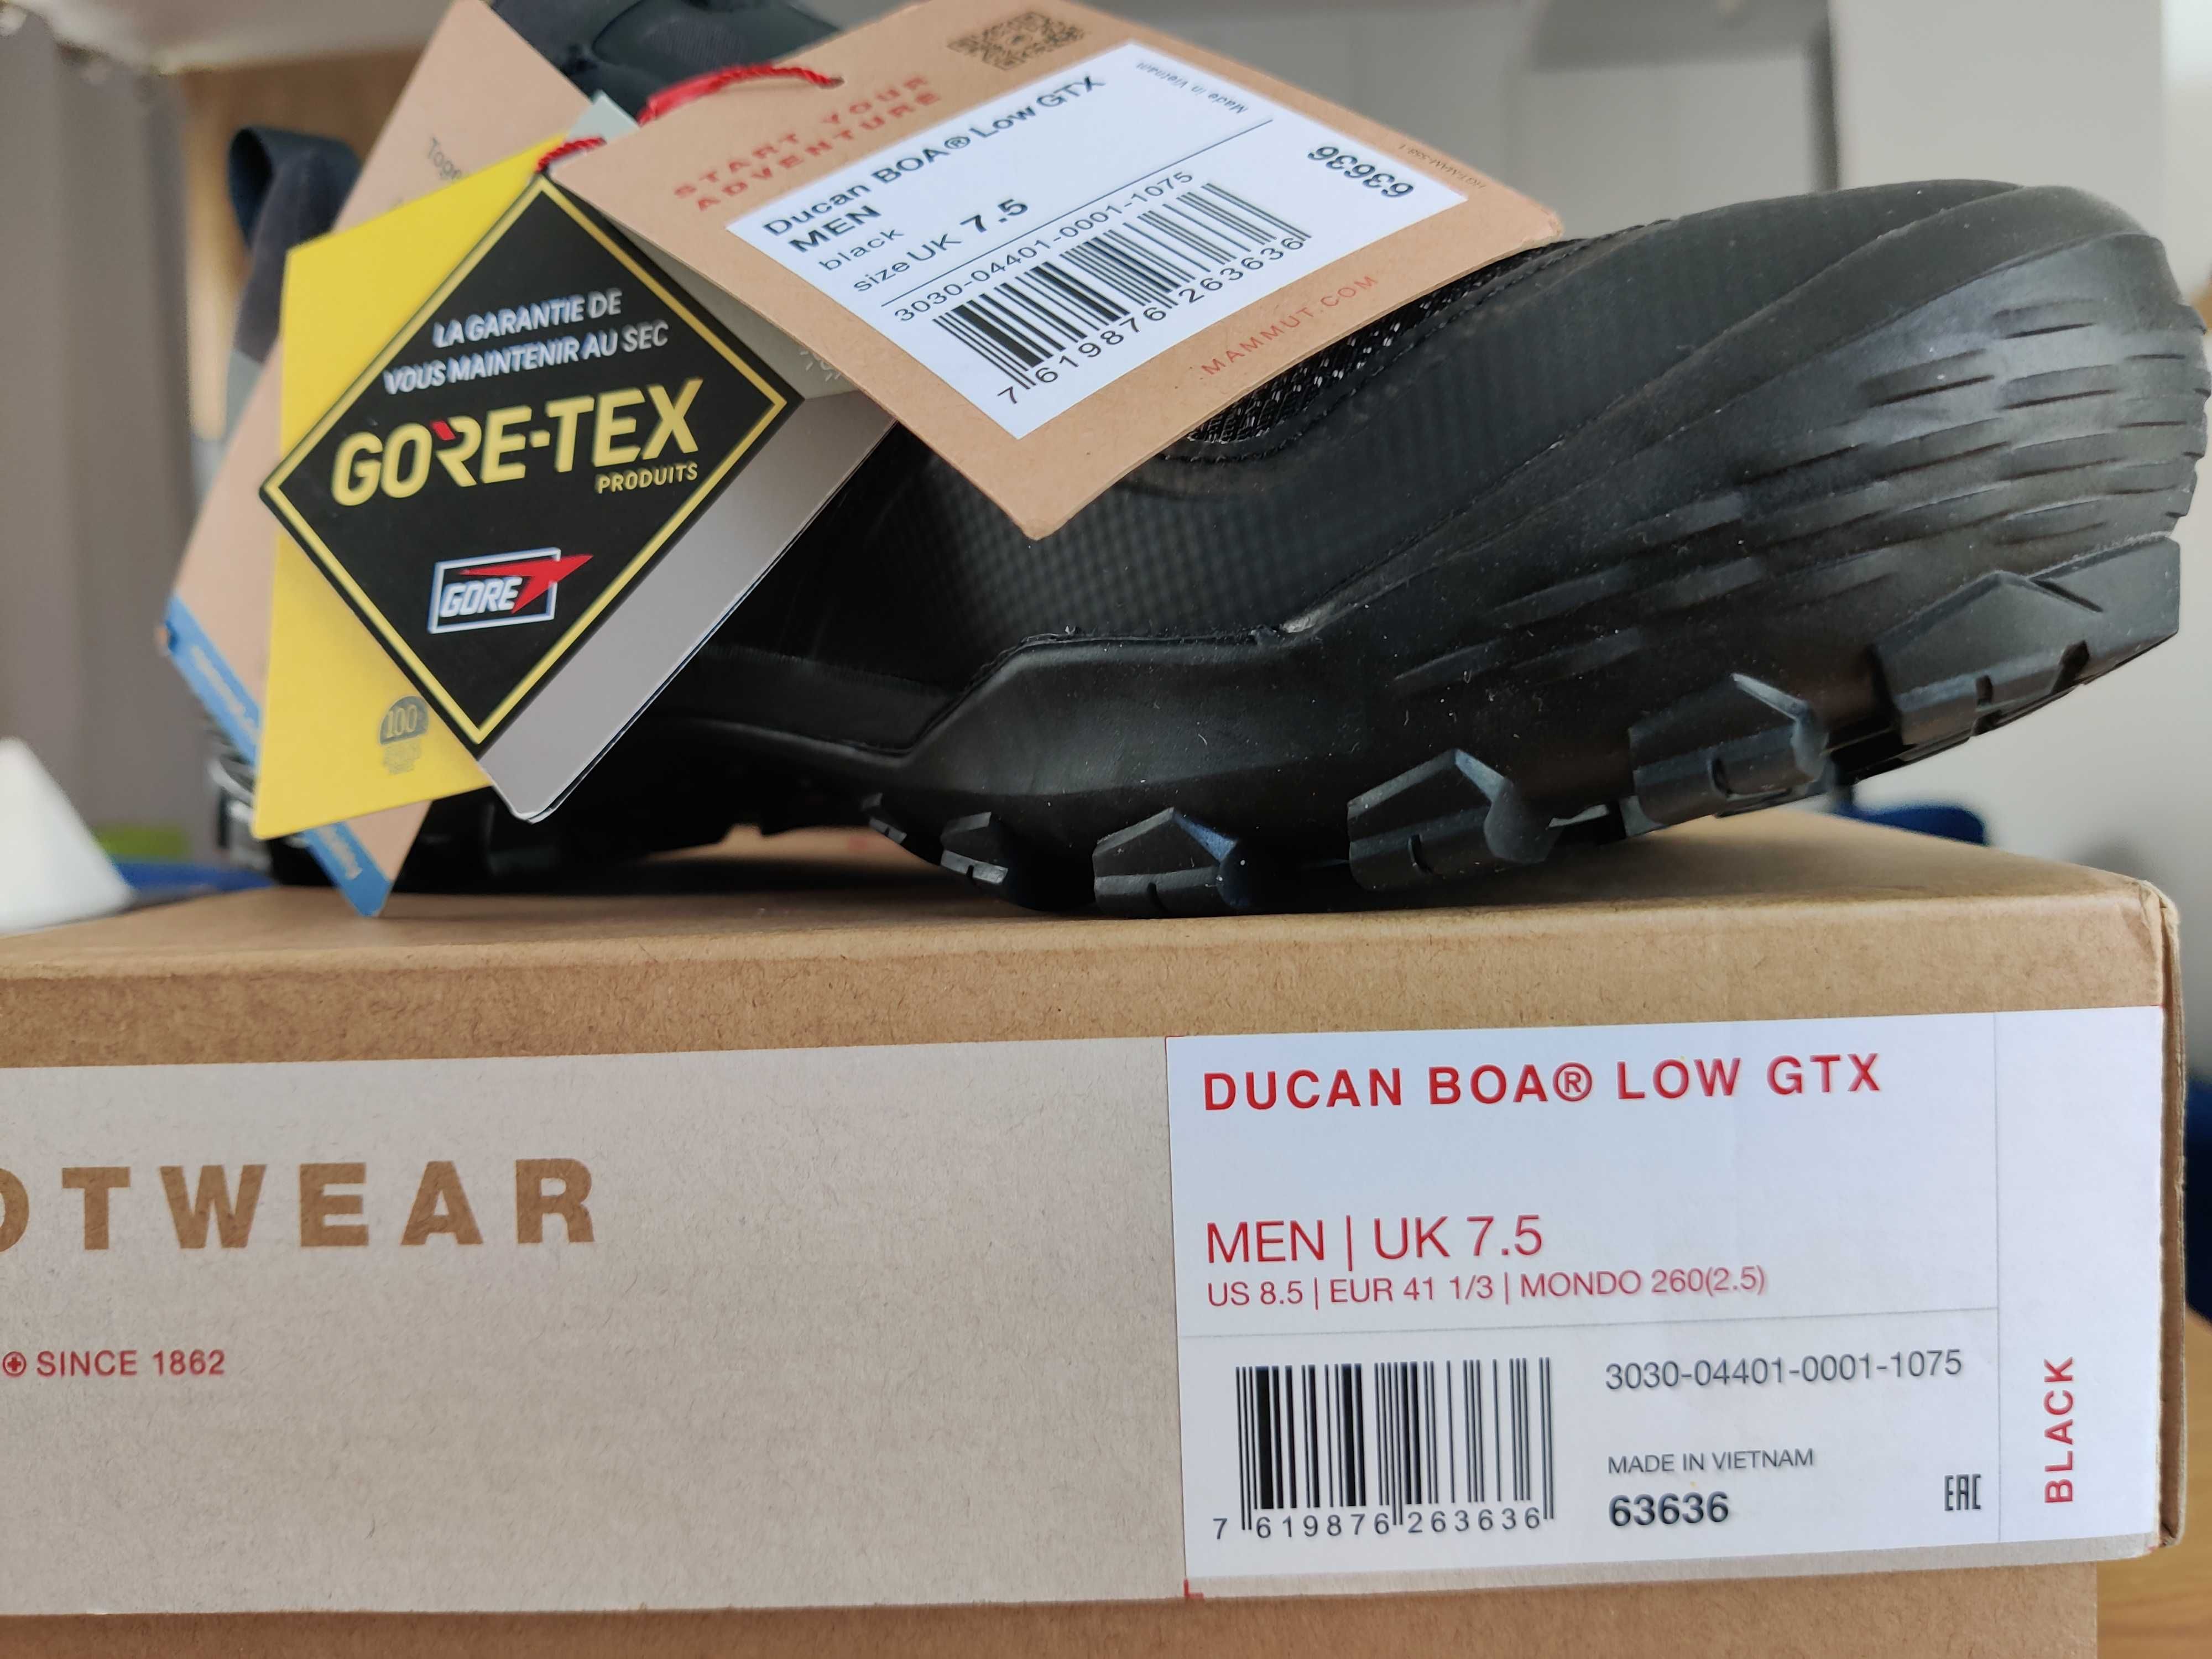 START YOUR
ADVENTURE
Ducan BOA® Low GTX
MEN
black
size UK 7.5
3030-04401-0001-1075
7 619876 263636
Made in Vietnam
63636
MAMMUT.COM
LA GARANTIE DE
VOUS MAINTENIR AU SEC
GORE-TEX
PRODUITS
GORE
100
OTWEAR
SINCE 1862
DUCAN BOA® LOW GTX
MEN | UK 7.5
US 8.5 | EUR 41 1/3 | MONDO 260(2.5)
3030-04401-0001-1075
MADE IN VIETNAM
63636
7 619876 263636
EAC
BLACK